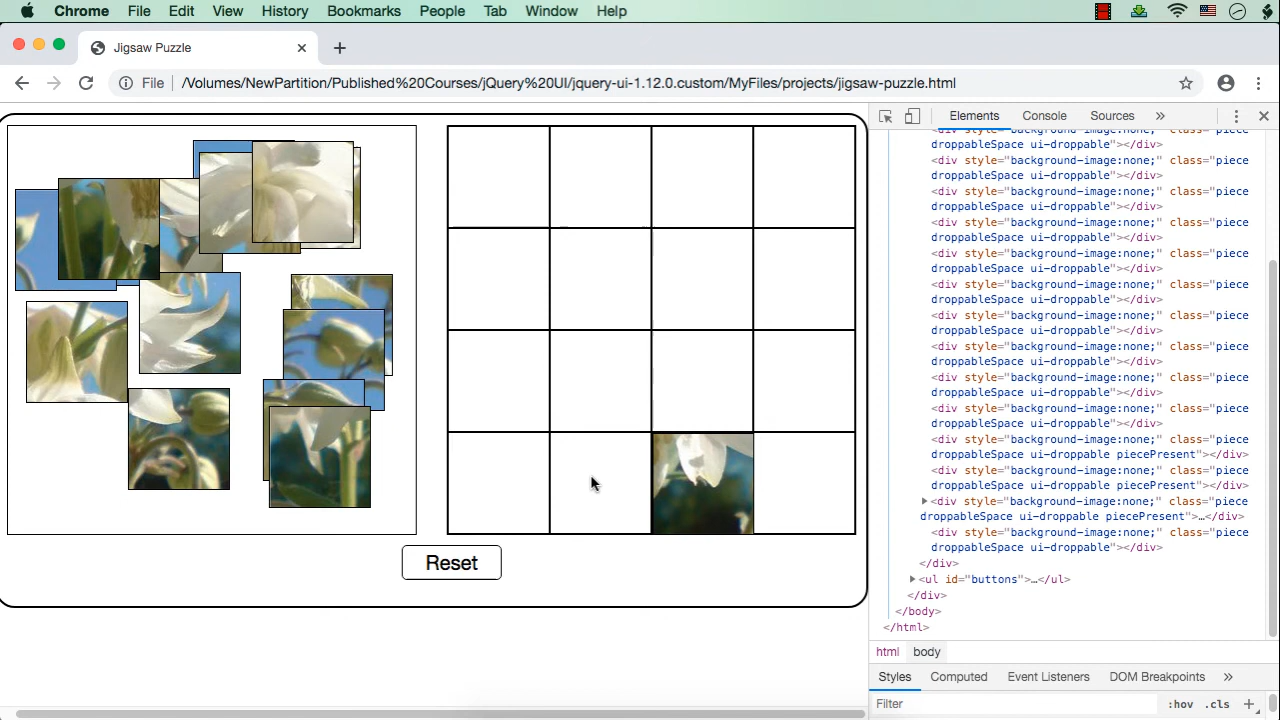 Chrome File Edit View History Bookmarks People Tab Window Help
Jigsaw Puzzle
File /Volumes/NewPartition/Published%20Courses/jQuery%20UI/jquery-ui-1.12.0.custom/MyFiles/projects/jigsaw-puzzle.html
Elements Console Sources »
<div style="background-image:none;" class="piece
droppableSpace ui-droppable"></div>
<div style="background-image:none;" class="piece
droppableSpace ui-droppable"></div>
<div style="background-image:none;" class="piece
droppableSpace ui-droppable"></div>
<div style="background-image:none;" class="piece
droppableSpace ui-droppable"></div>
<div style="background-image:none;" class="piece
droppableSpace ui-droppable"></div>
<div style="background-image:none;" class="piece
droppableSpace ui-droppable"></div>
<div style="background-image:none;" class="piece
droppableSpace ui-droppable"></div>
<div style="background-image:none;" class="piece
droppableSpace ui-droppable"></div>
<div style="background-image:none;" class="piece
droppableSpace ui-droppable"></div>
<div style="background-image:none;" class="piece
droppableSpace ui-droppable"></div>
<div style="background-image:none;" class="piece
droppableSpace ui-droppable piecePresent"></div>
<div style="background-image:none;" class="piece
droppableSpace ui-droppable piecePresent"></div>
<div style="background-image:none;" class="piece
droppableSpace ui-droppable piecePresent">…</div>
<div style="background-image:none;" class="piece
droppableSpace ui-droppable"></div>
</div>
<ul id="buttons">…</ul>
</div>
</body>
</html>
Reset
html body
Styles Computed Event Listeners DOM Breakpoints »
Filter :hov .cls +